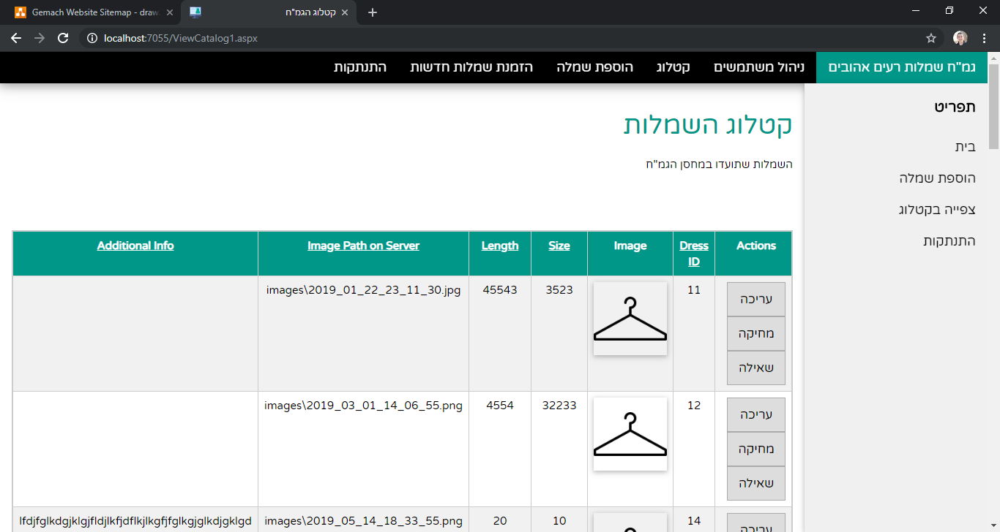 Gemach Website Sitemap - draw
קטלוג הגמ"ח
localhost:7055/ViewCatalog1.aspx
גמ"ח שמלות רעים אהובים ניהול משתמשים קטלוג הוספת שמלה הזמנת שמלות חדשות התנתקות
תפריט
בית
הוספת שמלה
צפייה בקטלוג
התנתקות
קטלוג השמלות
השמלות שתועדו במחסן הגמ"ח
Actions Dress ID Image Size Length Image Path on Server Additional Info
עריכה 11 3523 45543 images\2019_01_22_23_11_30.jpg
מחיקה
שאילה
עריכה 12 32233 4554 images\2019_03_01_14_06_55.png
מחיקה
שאילה
עריכה 14 10 20 images\2019_05_14_18_33_55.png lfdjfglkdgjklgjfldjlkfjdflkjlkgfjfglkgjglkdjgklgd